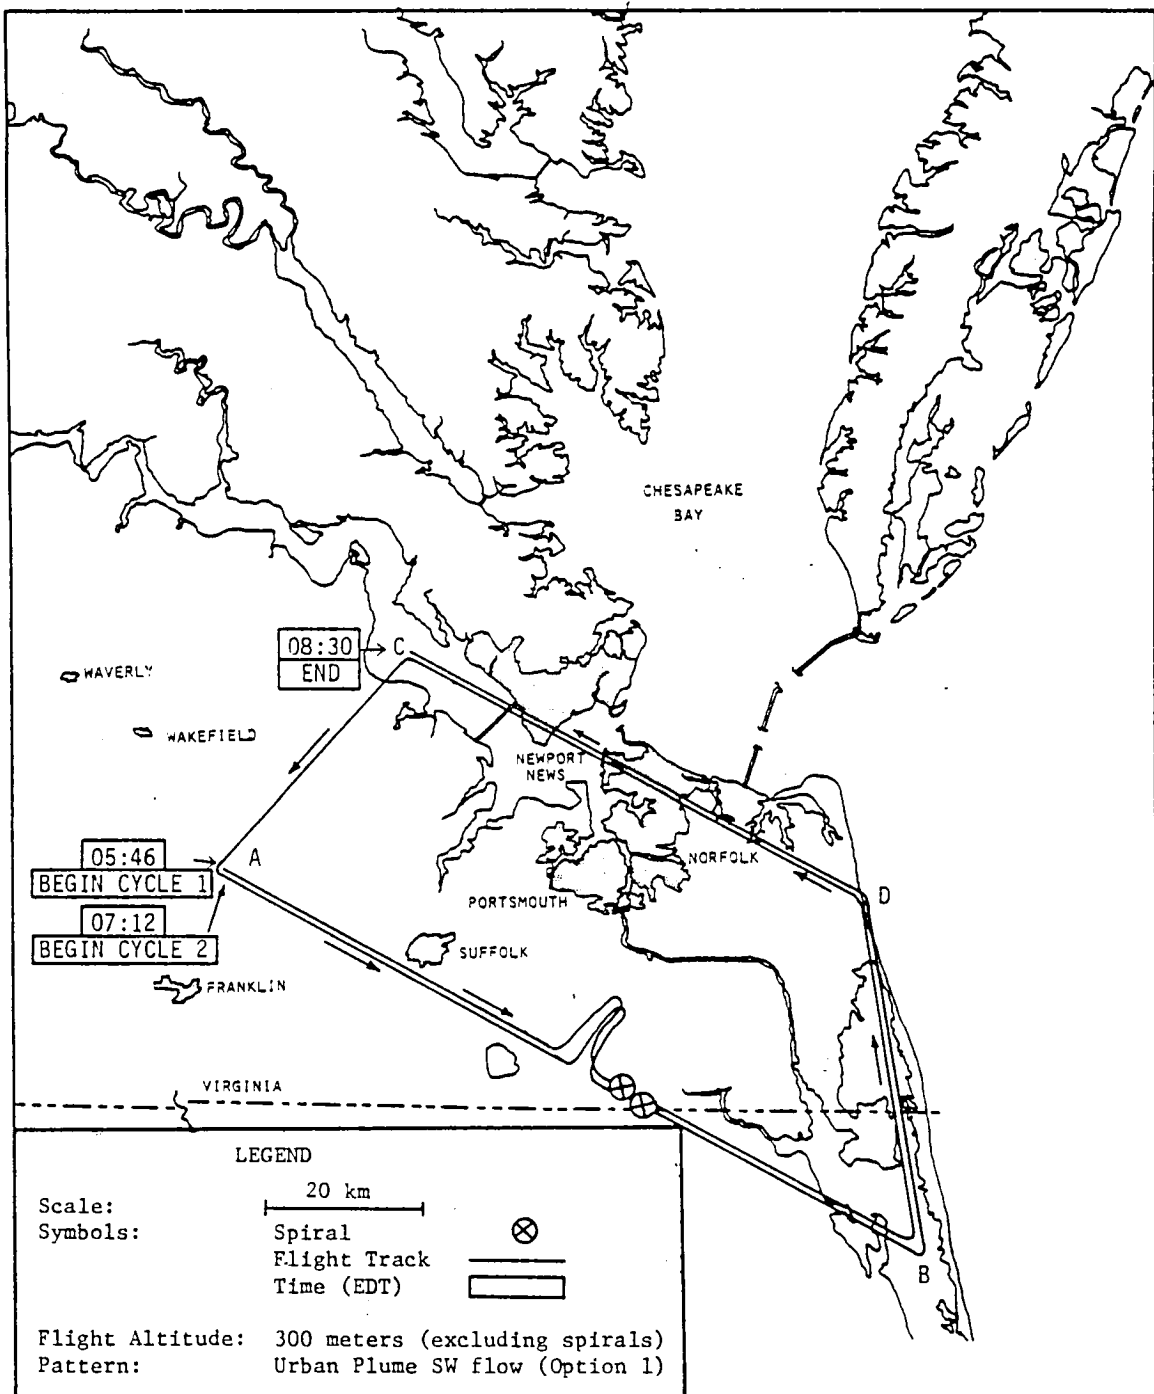 CHESAPEAKE
BAY
08:30
END
C
WAVERLY
WAKEFIELD
NEWPORT
NEWS
05:46
BEGIN CYCLE 1
A
NORFOLK
07:12
BEGIN CYCLE 2
PORTSMOUTH
D
SUFFOLK
FRANKLIN
VIRGINIA
B
LEGEND
Scale: 20 km
Symbols: Spiral
Flight Track
Time (EDT)
Flight Altitude: 300 meters (excluding spirals)
Pattern: Urban Plume SW flow (Option 1)